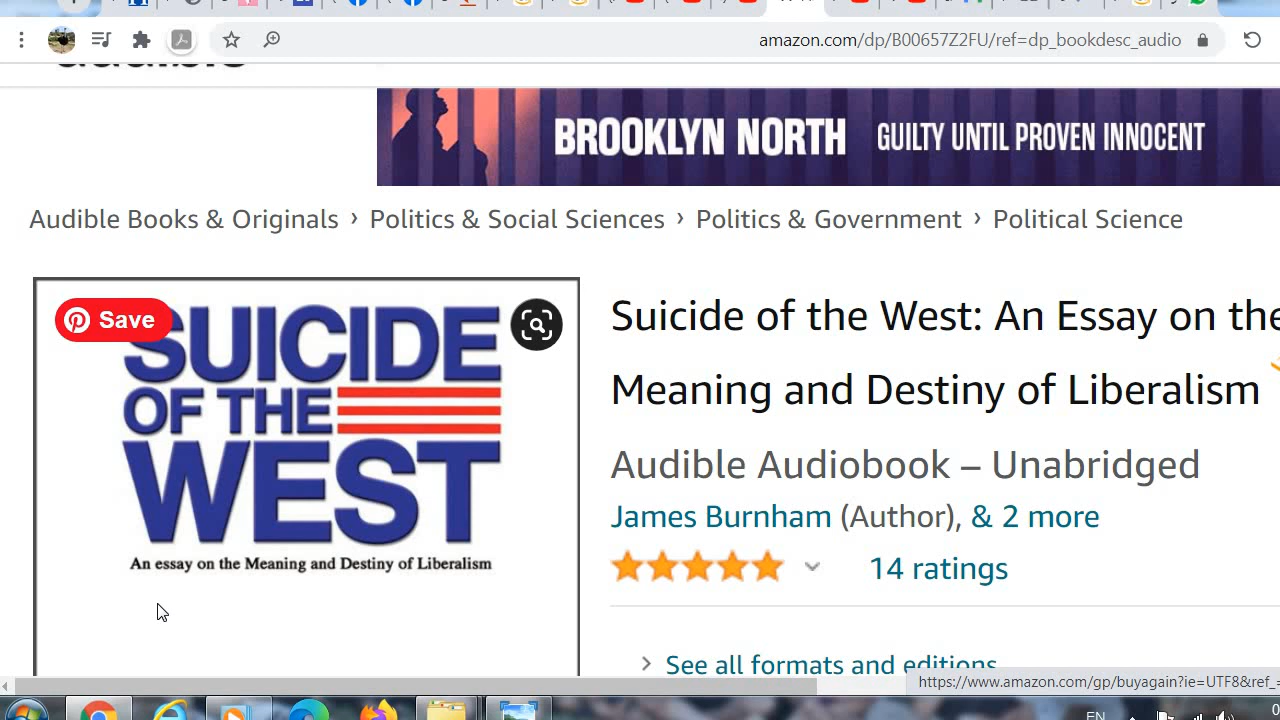 amazon.com/dp/B00657Z2FU/ref=dp_bookdesc_audio
BROOKLYN NORTH GUILTY UNTIL PROVEN INNOCENT
Audible Books & Originals › Politics & Social Sciences › Politics & Government › Political Science
Save
SUICIDE
OF THE
WEST
An essay on the Meaning and Destiny of Liberalism
Suicide of the West: An Essay on the
Meaning and Destiny of Liberalism
Audible Audiobook – Unabridged
James Burnham (Author), & 2 more
14 ratings
See all formats and editions
https://www.amazon.com/gp/buyagain?ie=UTF8&ref_=
EN